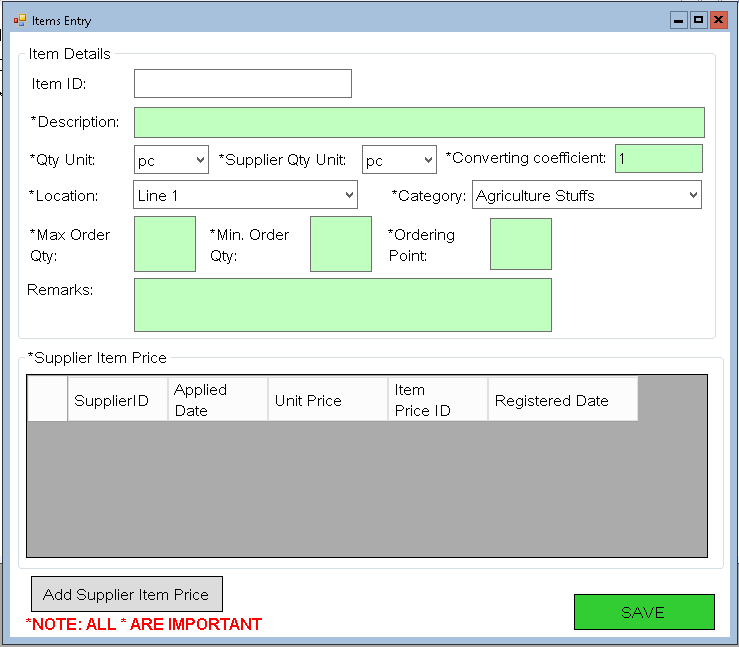 Items Entry
Item Details
Item ID:
*Description:
*Qty Unit: pc *Supplier Qty Unit: pc *Converting coefficient: 1
*Location: Line 1 *Category: Agriculture Stuffs
*Max Order Qty: *Min. Order Qty: *Ordering Point:
Remarks:
*Supplier Item Price
SupplierID Applied Date Unit Price Item Price ID Registered Date
Add Supplier Item Price
SAVE
*NOTE: ALL * ARE IMPORTANT